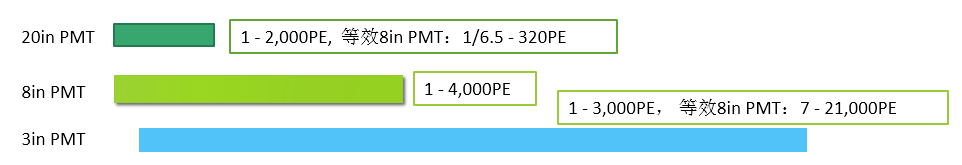 20in PMT
1 - 2,000PE, 等效8in PMT：1/6.5 - 320PE
8in PMT
1 - 4,000PE
1 - 3,000PE， 等效8in PMT：7 - 21,000PE
3in PMT